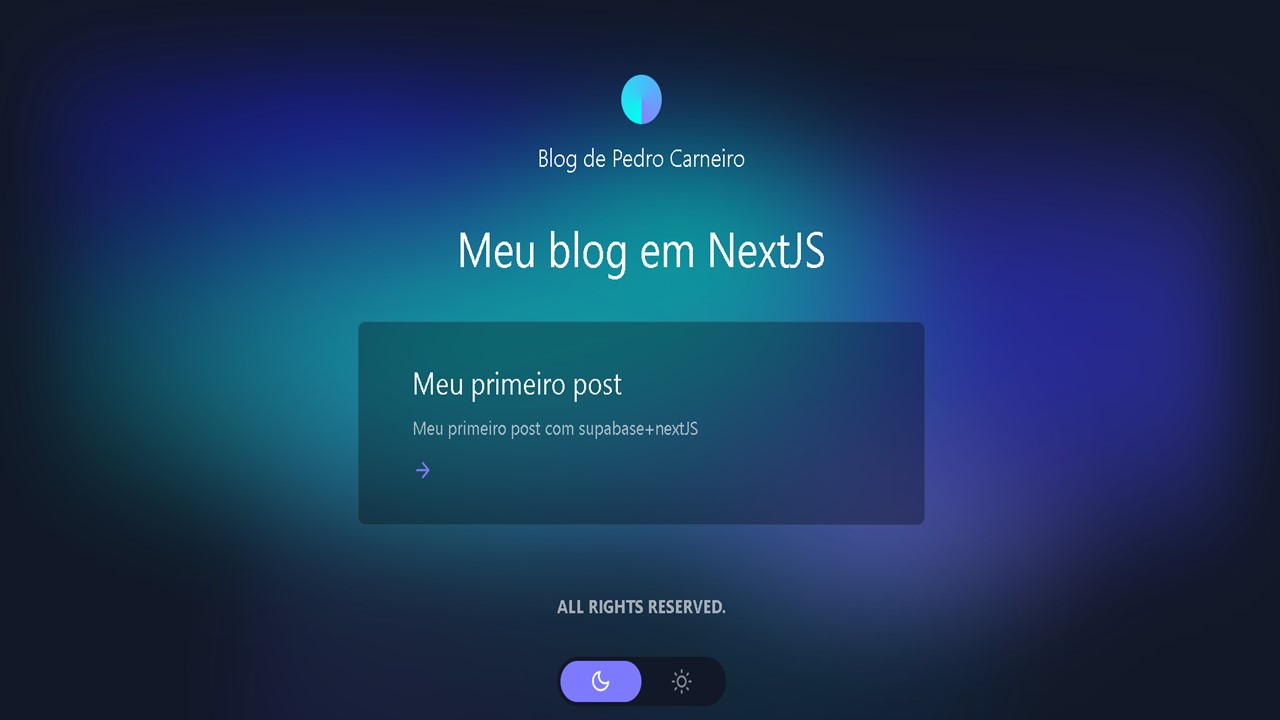 Blog de Pedro Carneiro
Meu blog em NextJS
Meu primeiro post
Meu primeiro post com supabase+nextJS
ALL RIGHTS RESERVED.